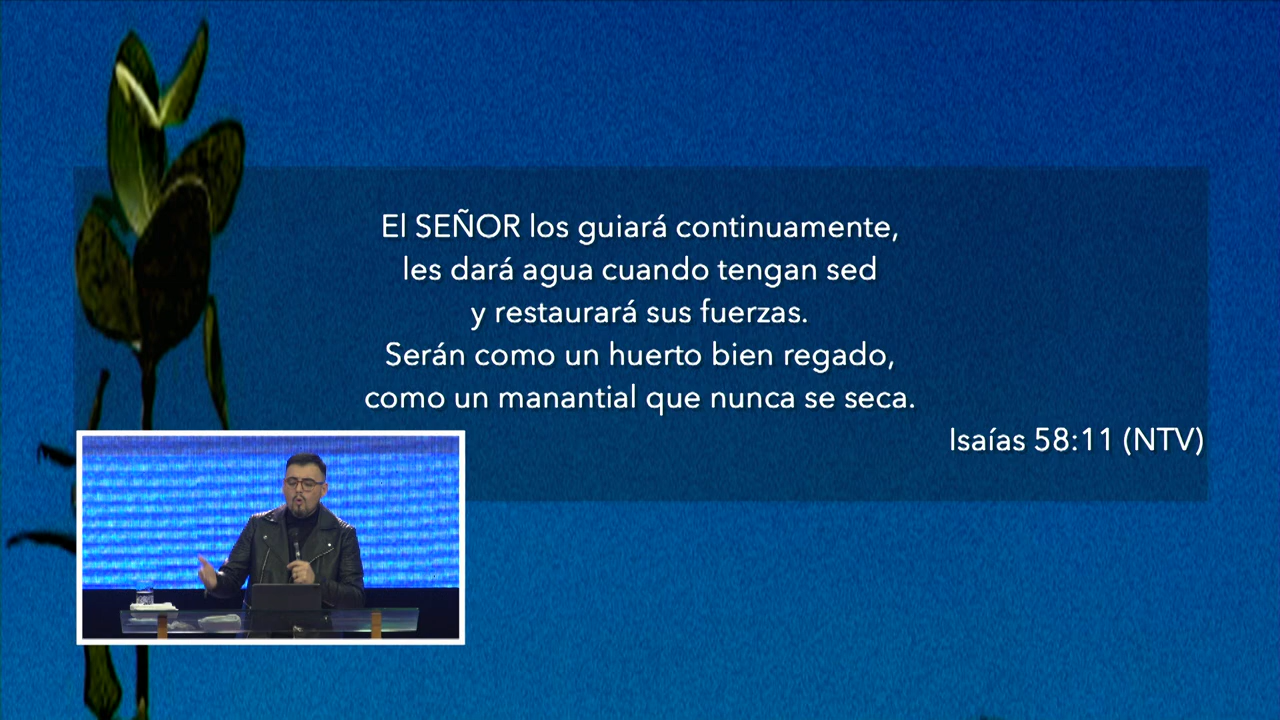 El SEÑOR los guiará continuamente,
les dará agua cuando tengan sed
y restaurará sus fuerzas.
Serán como un huerto bien regado,
como un manantial que nunca se seca.
Isaías 58:11 (NTV)